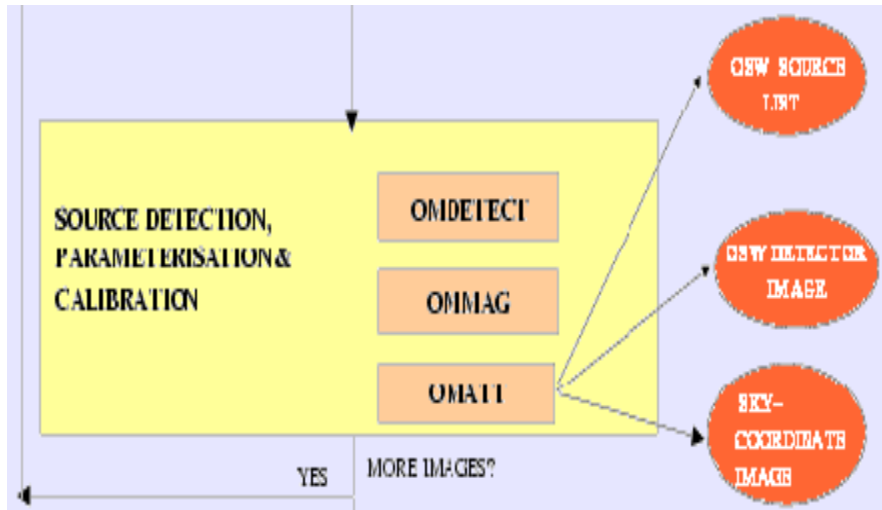 SOURCE DETECTION,
PARAMETERISATION &
CALIBRATION
OMDETECT
OMMAG
OMATT
OSW SOURCE
LIST
OSW DETECTOR
IMAGE
SKY-
COORDINATE
IMAGE
YES
MORE IMAGES?